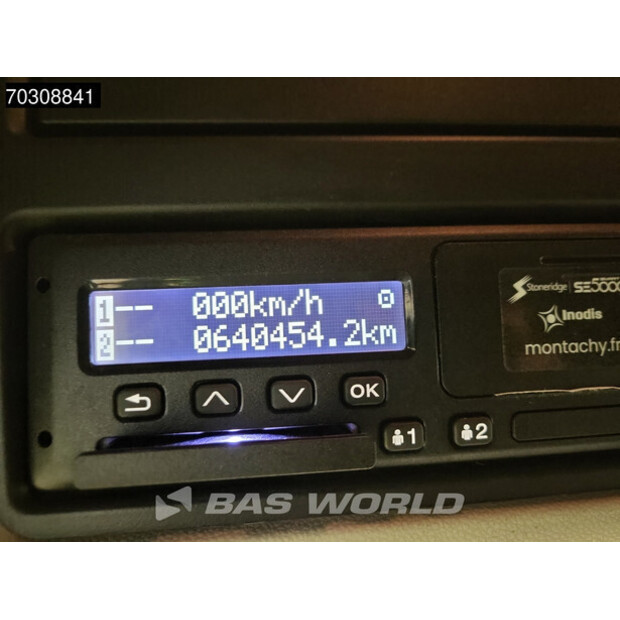 70308841
1 -- 000km/h
2 -- 0640454.2km
Stoneridge SE5000
Inodis
montachy.fr
OK
1 2
BAS WORLD